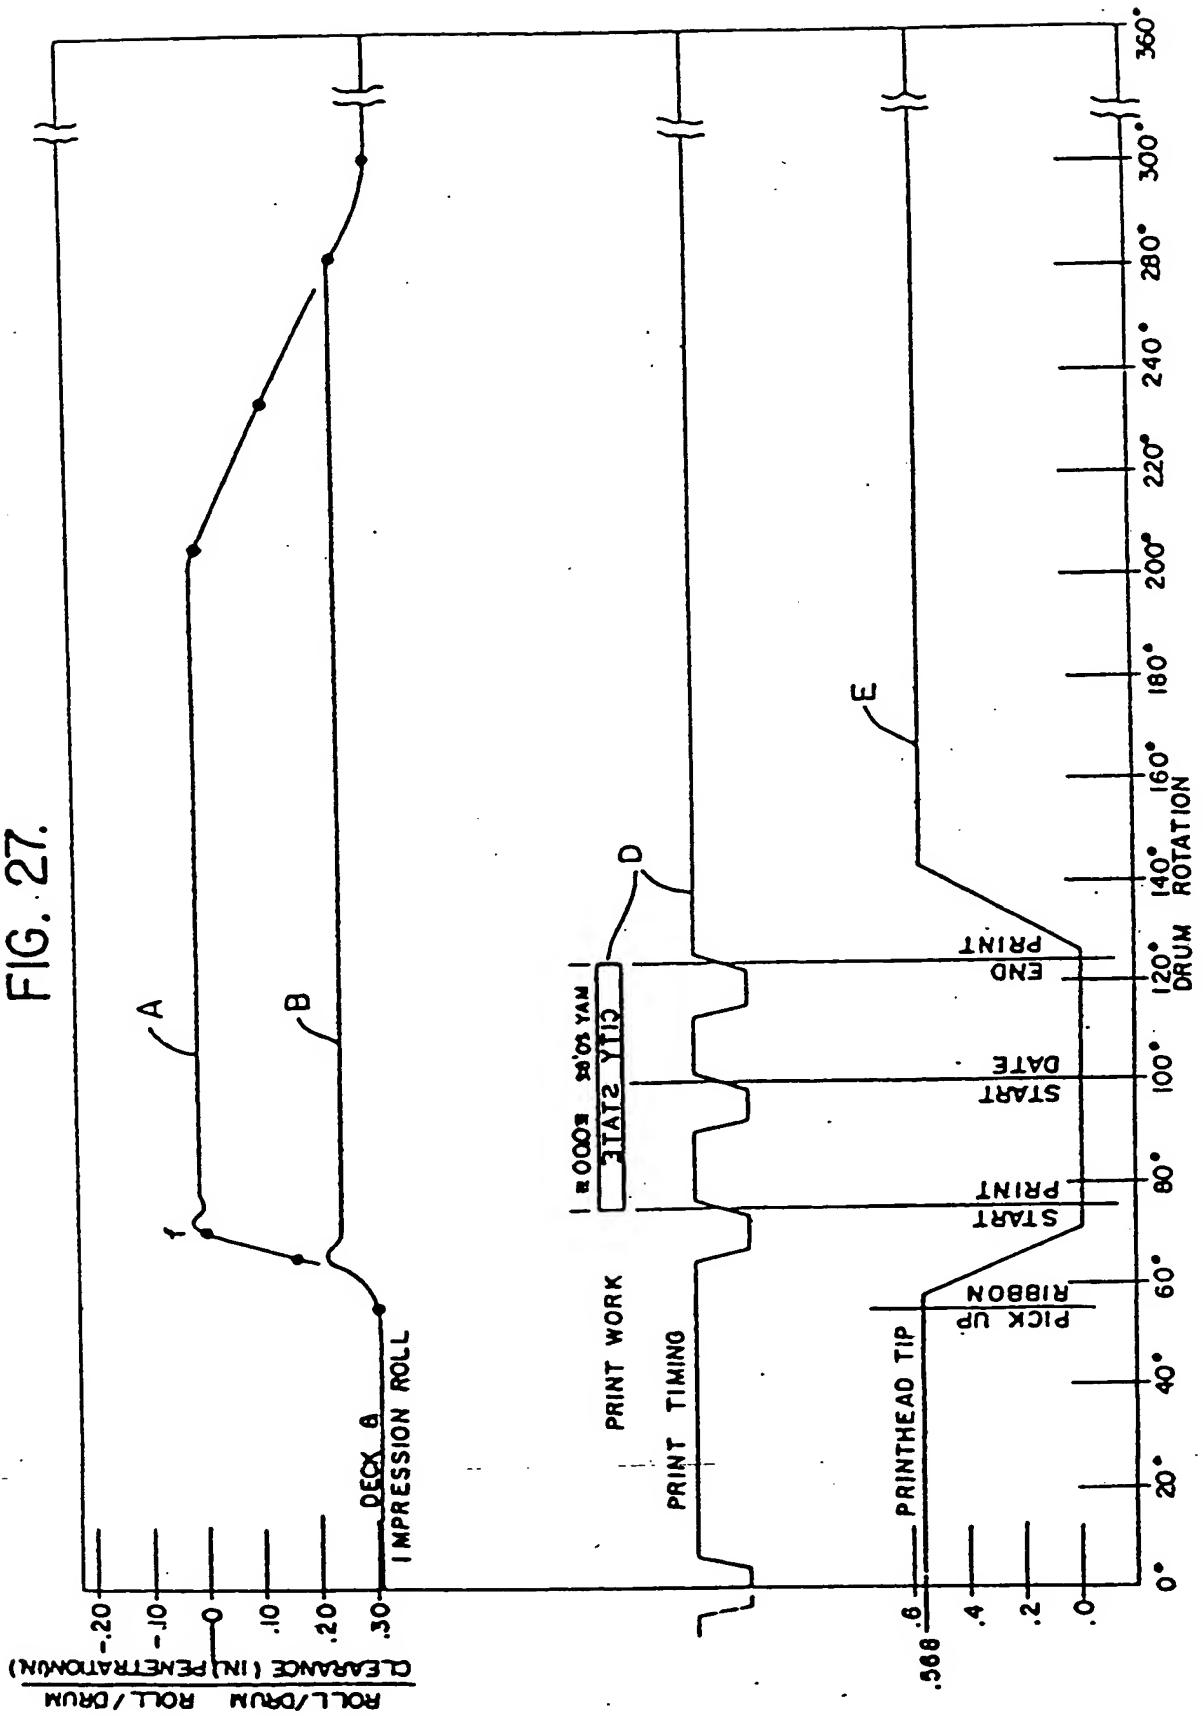 FIG. 27.
ROLL/DRUM ROLL/DRUM
CLEARANCE (IN) PENETRATION(IN)
-.20
-.10
0
.10
.20
.30
A
B
DECK &
IMPRESSION ROLL
PRINT WORK
MAY 20.85
CITY STATE
D
PRINT TIMING
PRINTHEAD TIP
E
.568
.6
.4
.2
.0
PICK UP
RIBBON
START
PRINT
START
DATE
END
PRINT
0° 20° 40° 60° 80° 100° 120° 140° 160° 180° 200° 220° 240° 280° 300° 360°
DRUM ROTATION